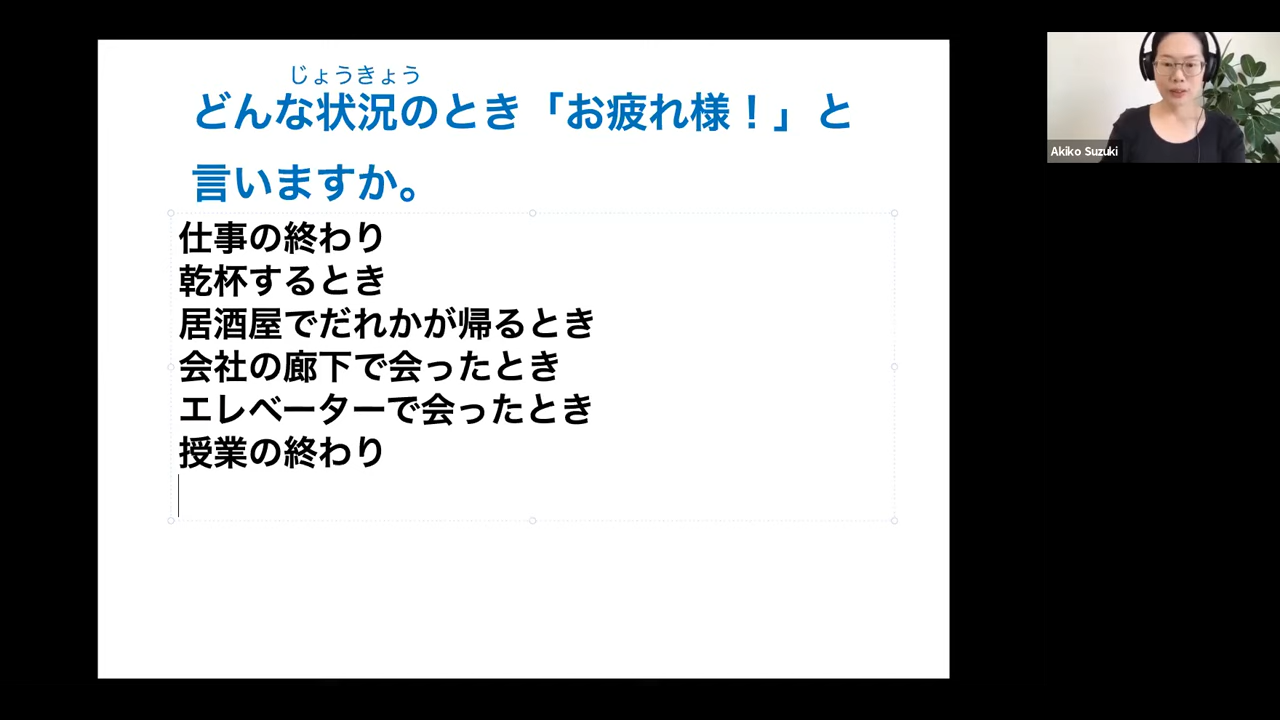 じょうきょう
どんな状況のとき「お疲れ様！」と
言いますか。
仕事の終わり
乾杯するとき
居酒屋でだれかが帰るとき
会社の廊下で会ったとき
エレベーターで会ったとき
授業の終わり
Akiko Suzuki